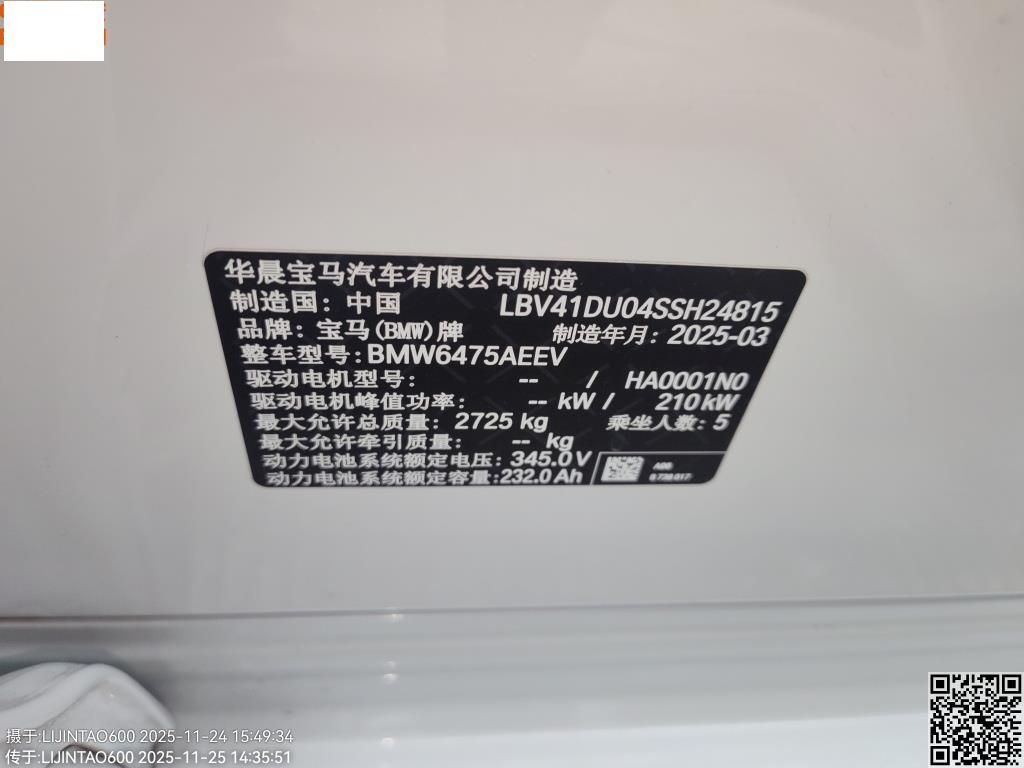 华晨宝马汽车有限公司制造
制造国：中国 LBV41DU04SSH24815
品牌：宝马(BMW)牌 制造年月：2025-03
整车型号:BMW6475AEEV
驱动电机型号： -- / HA0001N0
驱动电机峰值功率： -- kW / 210 kW
最大允许总质量：2725 kg 乘坐人数：5
最大允许牵引质量： -- kg
动力电池系统额定电压：345.0 V
动力电池系统额定容量:232.0 Ah
摄于:LIJINTAO600 2025-11-24 15:49:34
传于:LIJINTAO600 2025-11-25 14:35:51